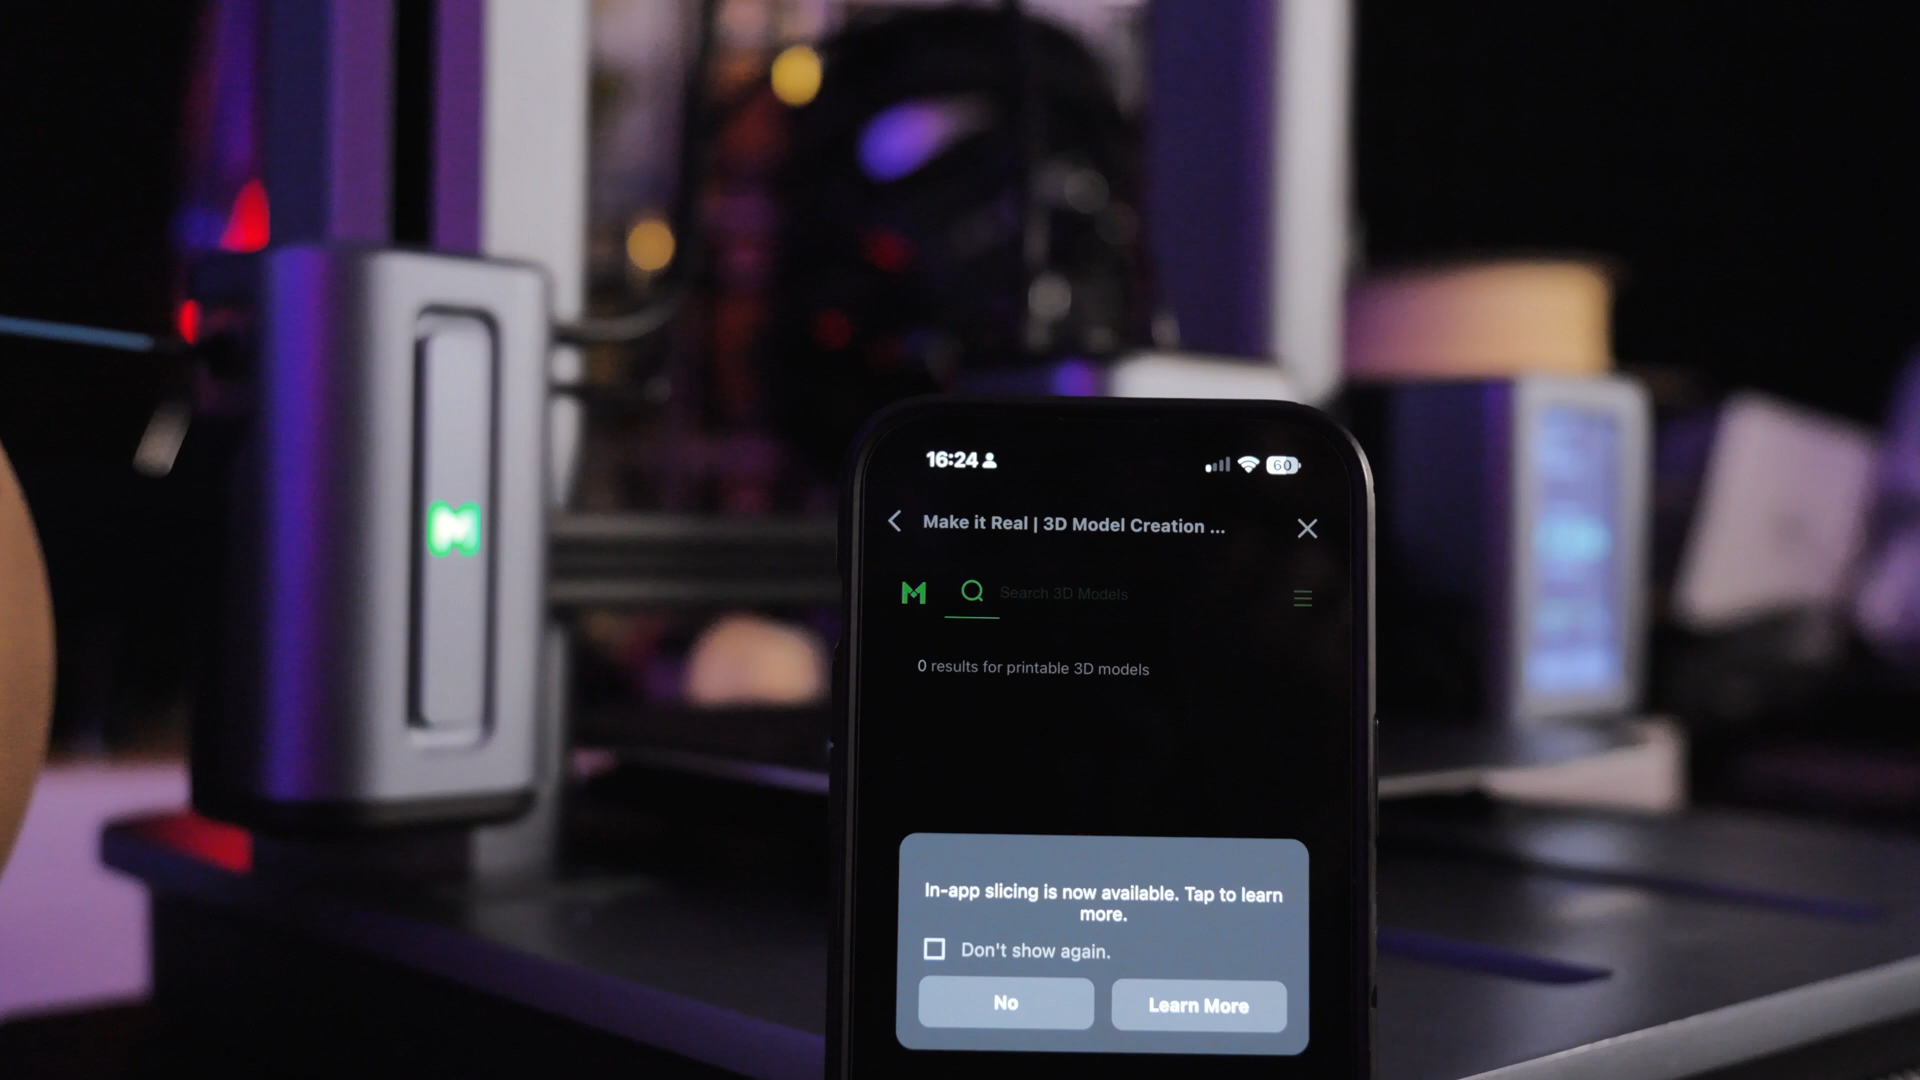 16:24
60
Make it Real | 3D Model Creation ...
M
Search 3D Models
0 results for printable 3D models
In-app slicing is now available. Tap to learn
more.
Don't show again.
No
Learn More
M